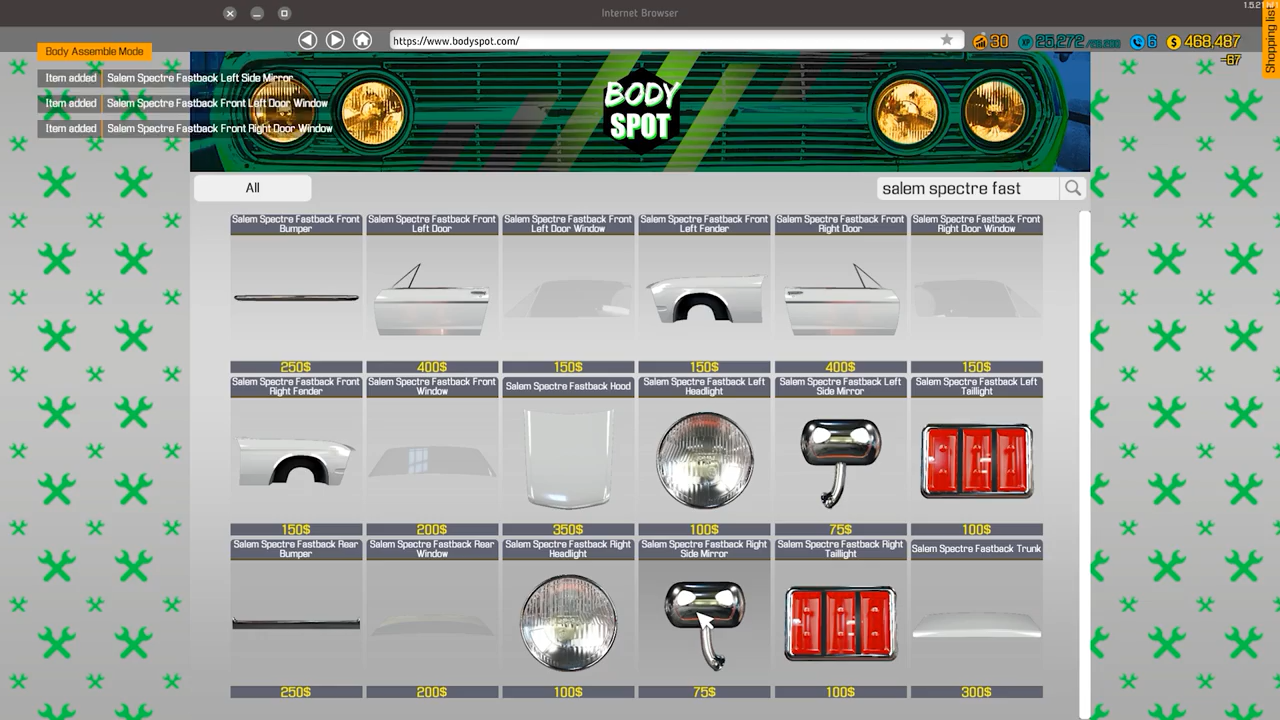 Internet Browser
1.5.21
Shopping list
https://www.bodyspot.com/
30
6
468,487
-67
Body Assemble Mode
Item added Salem Spectre Fastback Left Side Mirror
Item added Salem Spectre Fastback Front Left Door Window
Item added Salem Spectre Fastback Front Right Door Window
BODY
SPOT
All
salem spectre fast
Salem Spectre Fastback Front
Bumper
Salem Spectre Fastback Front
Left Door
Salem Spectre Fastback Front
Left Door Window
Salem Spectre Fastback Front
Left Fender
Salem Spectre Fastback Front
Right Door
Salem Spectre Fastback Front
Right Door Window
250$
400$
150$
150$
400$
150$
Salem Spectre Fastback Front
Right Fender
Salem Spectre Fastback Front
Window
Salem Spectre Fastback Hood
Salem Spectre Fastback Left
Headlight
Salem Spectre Fastback Left
Side Mirror
Salem Spectre Fastback Left
Taillight
150$
200$
350$
100$
75$
100$
Salem Spectre Fastback Rear
Bumper
Salem Spectre Fastback Rear
Window
Salem Spectre Fastback Right
Headlight
Salem Spectre Fastback Right
Side Mirror
Salem Spectre Fastback Right
Taillight
Salem Spectre Fastback Trunk
250$
200$
100$
75$
100$
300$